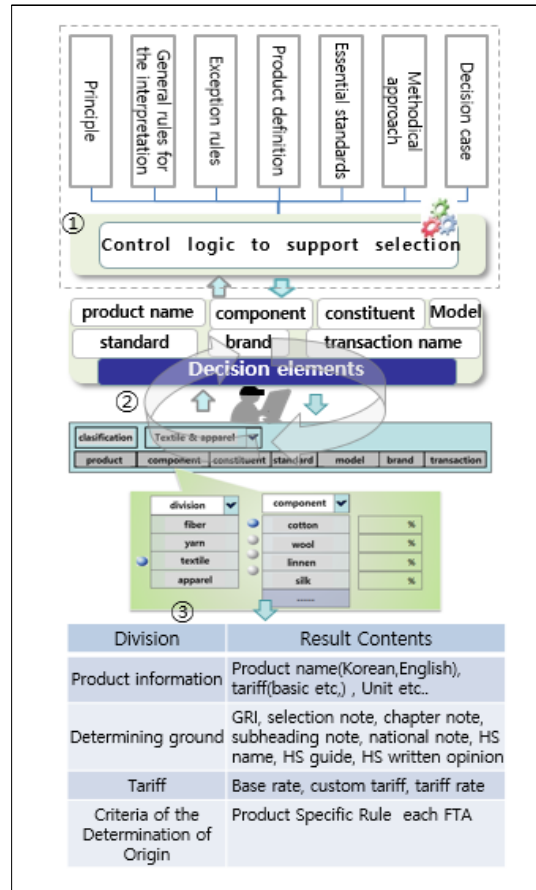 Principle
General rules for
the interpretation
Exception rules
Product definition
Essential standards
Methodical
approach
Decision case
①
Control logic to support selection
product name
component
constituent
Model
standard
brand
transaction name
Decision elements
②
clasification
Textile & apparel
product
component
constituent
standard
model
brand
transaction
division
component
fiber
cotton
%
yarn
wool
%
textile
linnen
%
apparel
silk
%
......
③
Division
Result Contents
Product information
Product name(Korean,English),
tariff(basic etc,) , Unit etc..
Determining ground
GRI, selection note, chapter note,
subheading note, national note, HS
name, HS guide, HS written opinion
Tariff
Base rate, custom tariff, tariff rate
Criteria of the
Determination of
Origin
Product Specific Rule each FTA